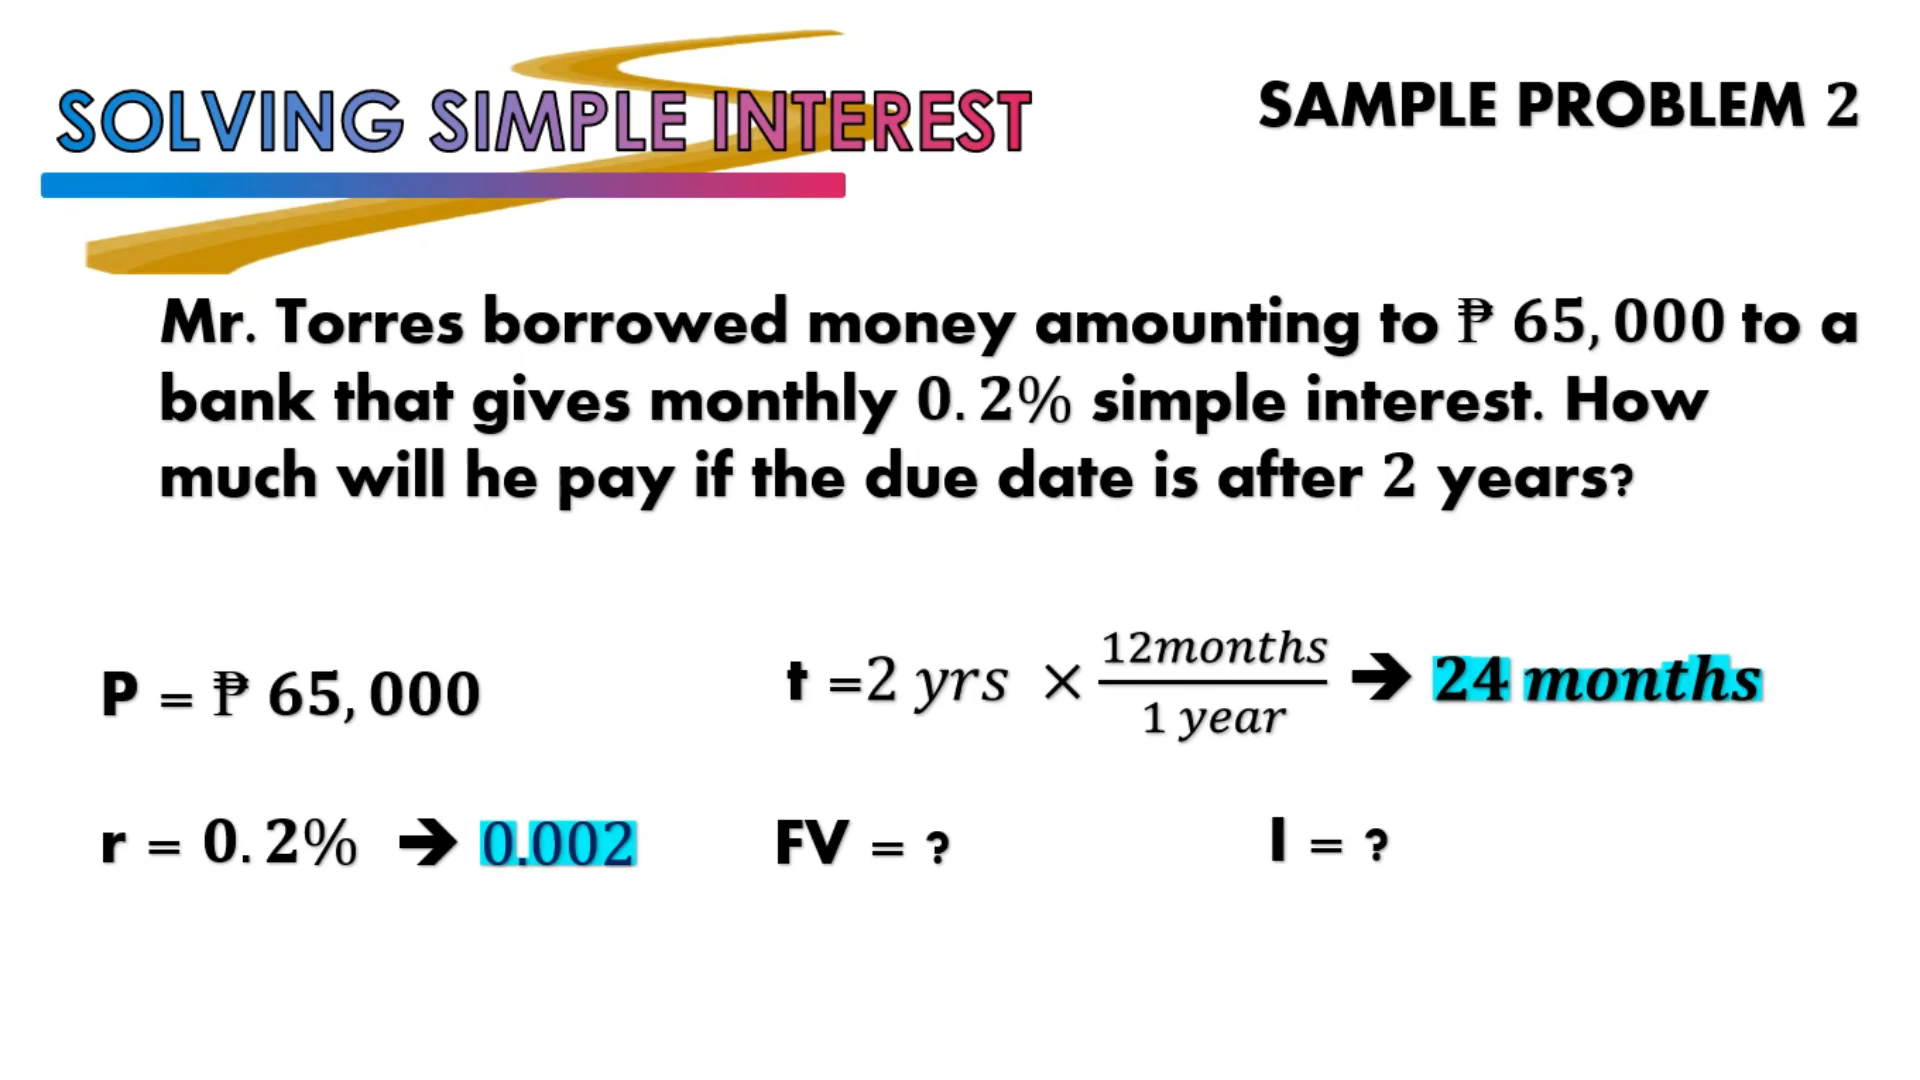 SOLVING SIMPLE INTEREST
SAMPLE PROBLEM 2
Mr. Torres borrowed money amounting to ₱ 65,000 to a
bank that gives monthly 0.2% simple interest. How
much will he pay if the due date is after 2 years?
P = ₱ 65,000
t =2 yrs × 12months / 1 year ➔ 24 months
r = 0.2% ➔ 0.002
FV = ?
I = ?